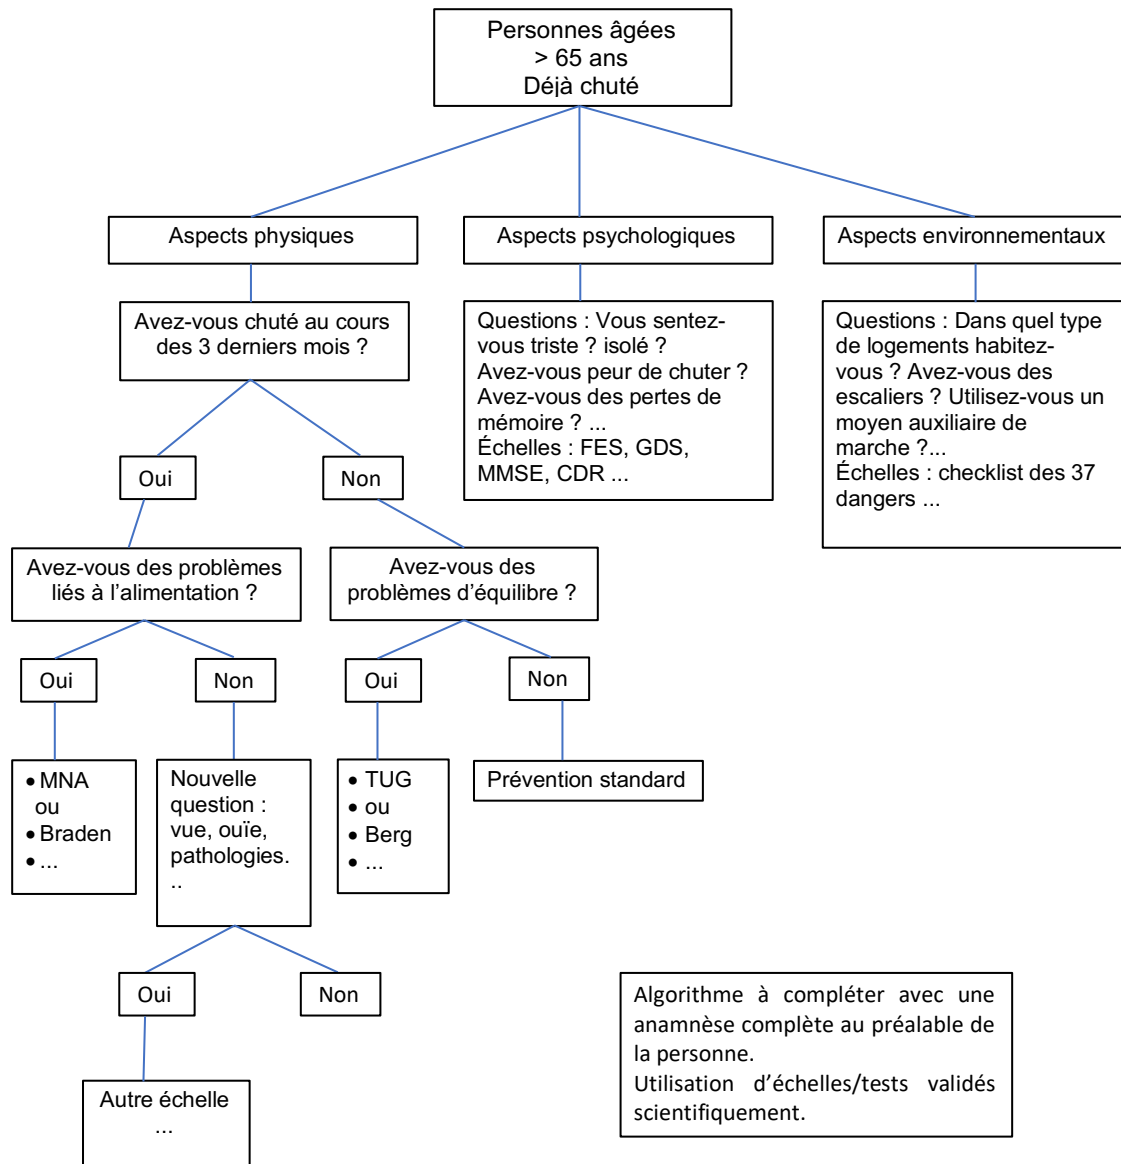 Personnes âgées
> 65 ans
Déjà chuté
Aspects physiques
Aspects psychologiques
Aspects environnementaux
Avez-vous chuté au cours
des 3 derniers mois ?
Questions : Vous sentez-
vous triste ? isolé ?
Avez-vous peur de chuter ?
Avez-vous des pertes de
mémoire ? ...
Échelles : FES, GDS,
MMSE, CDR ...
Questions : Dans quel type
de logements habitez-
vous ? Avez-vous des
escaliers ? Utilisez-vous un
moyen auxiliaire de
marche ?...
Échelles : checklist des 37
dangers ...
Oui
Non
Avez-vous des problèmes
liés à l'alimentation ?
Avez-vous des
problèmes d'équilibre ?
Oui
Non
Oui
Non
• MNA
ou
• Braden
• ...
Nouvelle
question :
vue, ouïe,
pathologies.
..
• TUG
• ou
• Berg
• ...
Prévention standard
Oui
Non
Autre échelle
...
Algorithme à compléter avec une
anamnèse complète au préalable de
la personne.
Utilisation d'échelles/tests validés
scientifiquement.